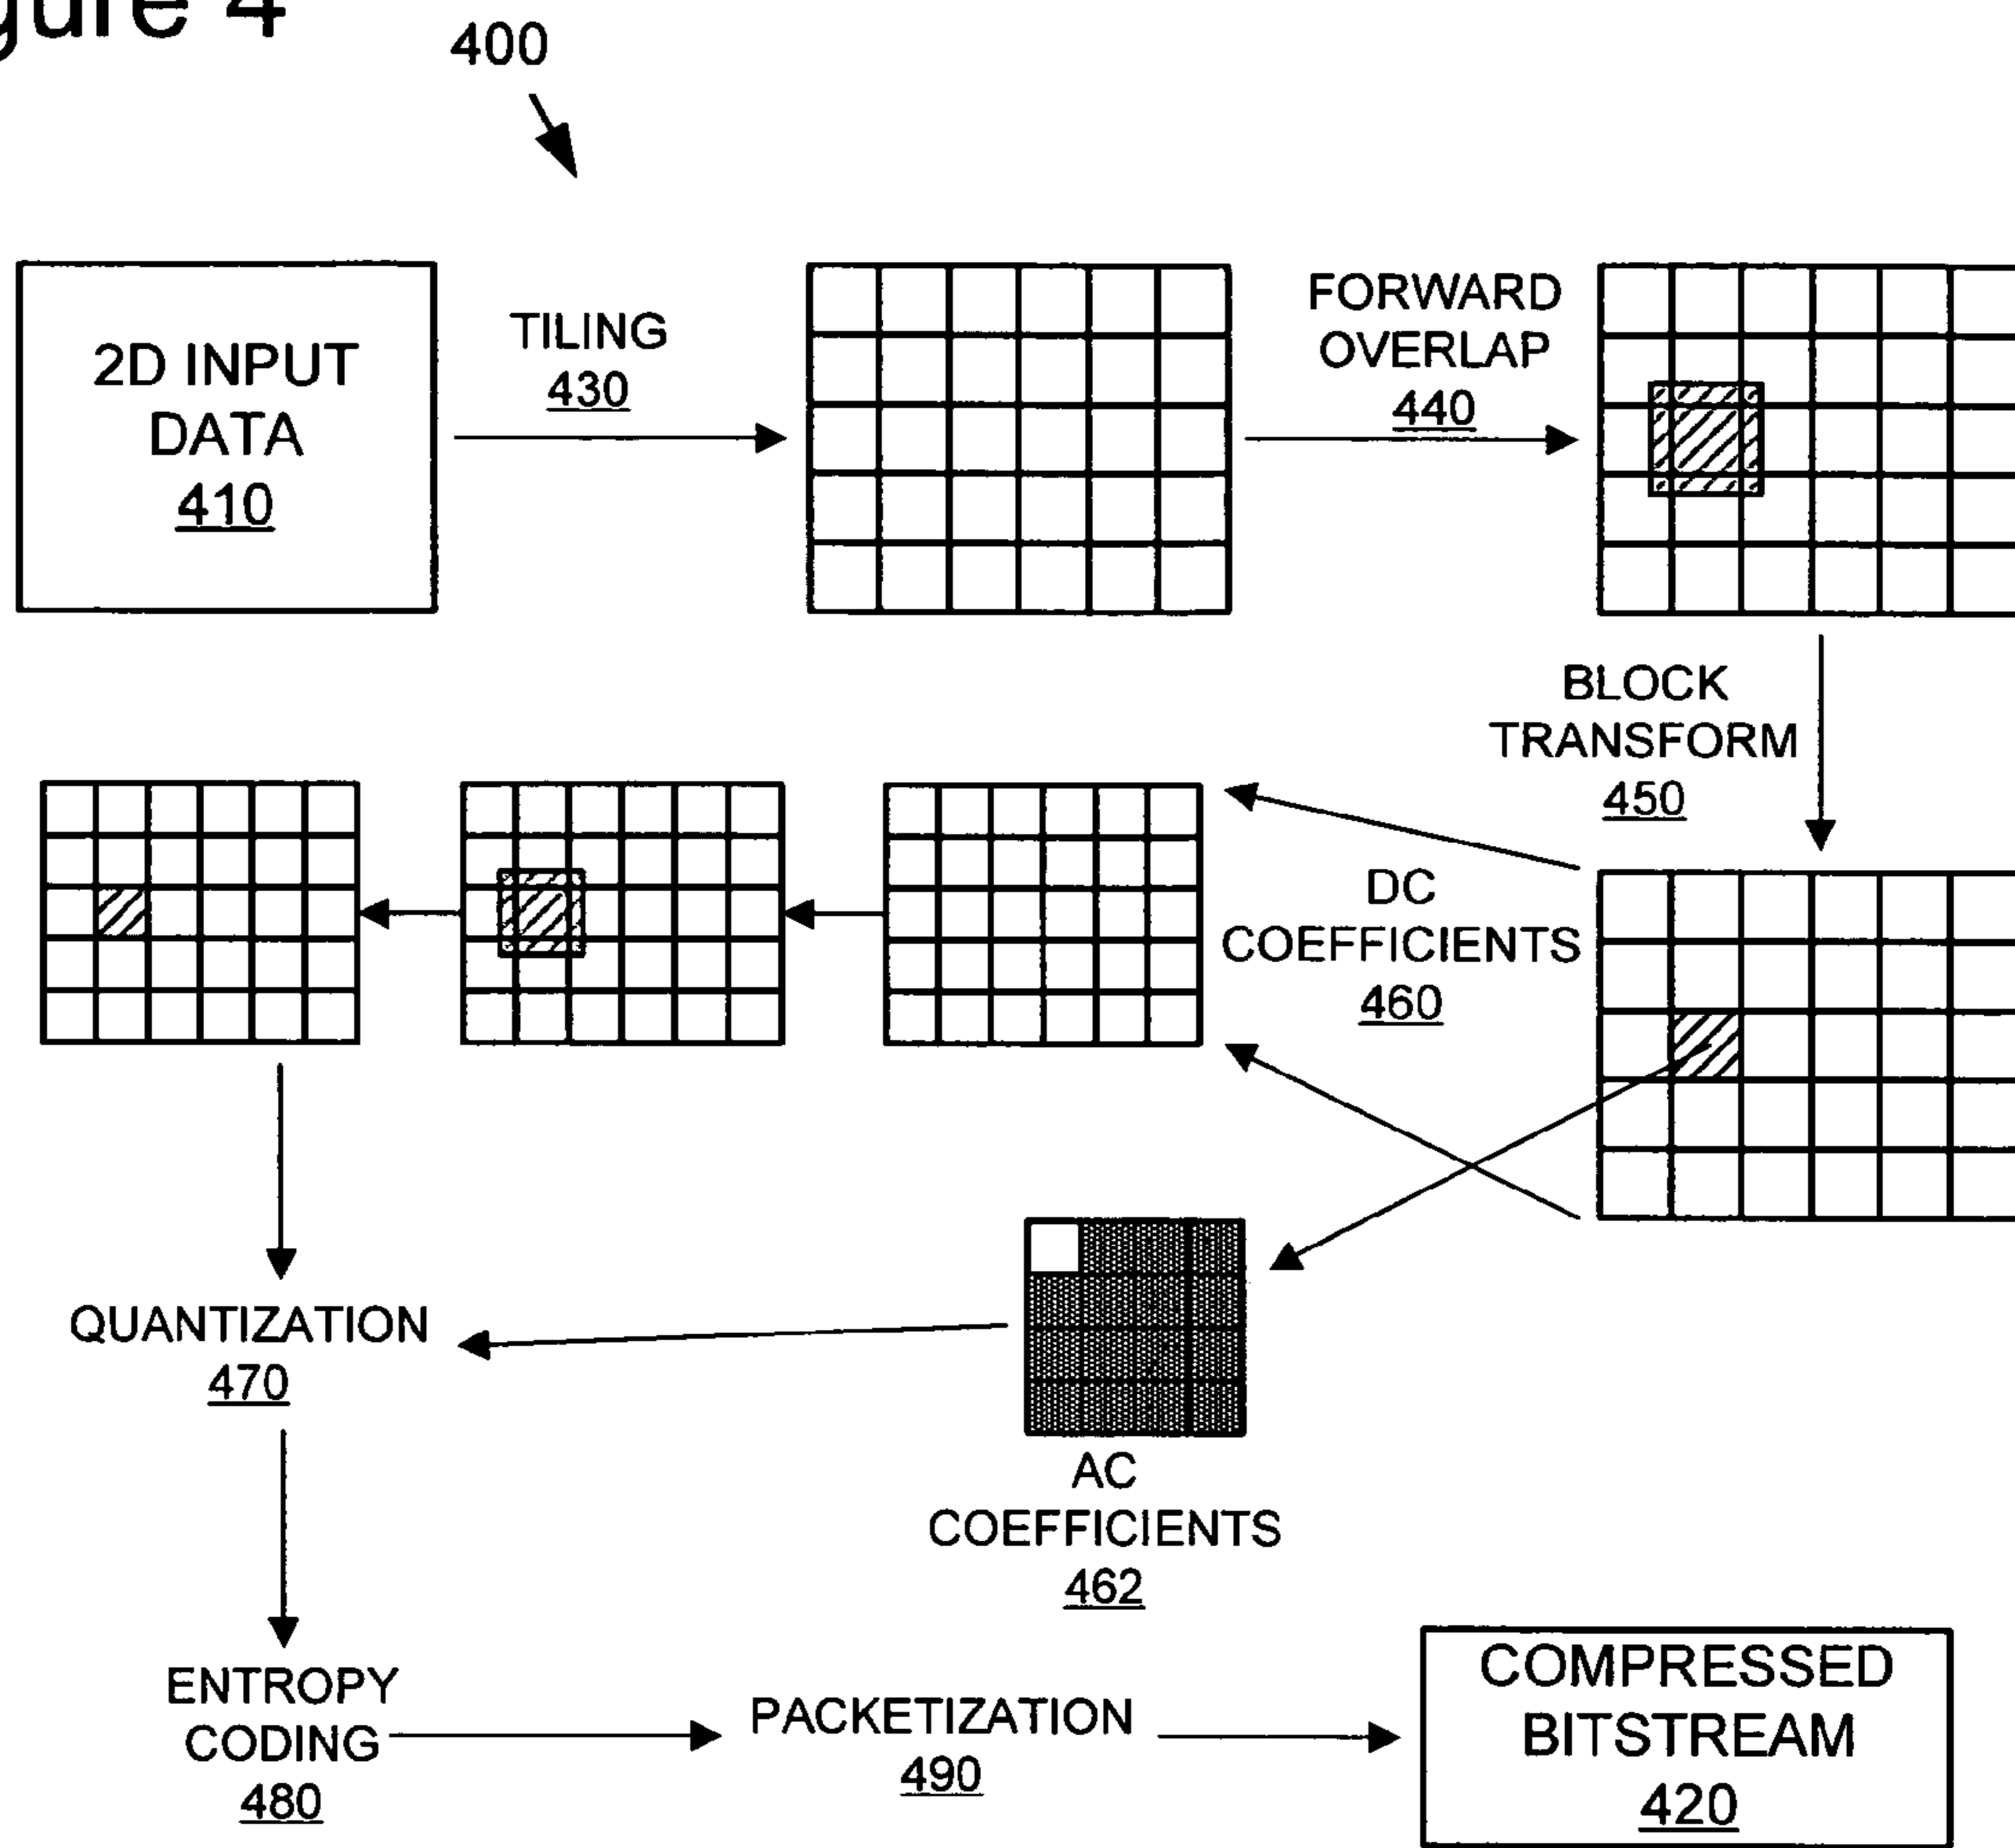 gure 4
400
2D INPUT
DATA
410
TILING
430
FORWARD
OVERLAP
440
BLOCK
TRANSFORM
450
DC
COEFFICIENTS
460
QUANTIZATION
470
AC
COEFFICIENTS
462
ENTROPY
CODING
480
PACKETIZATION
490
COMPRESSED
BITSTREAM
420